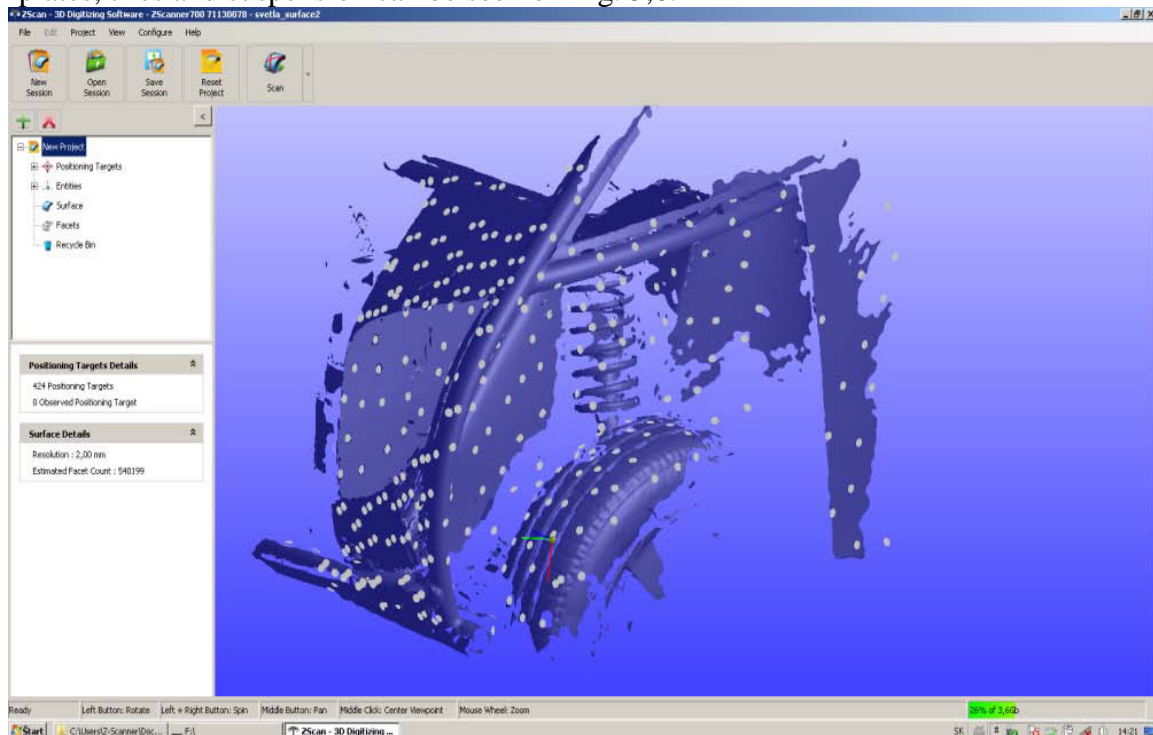 ZScan - 3D Digitizing Software - ZScanner700 71130078 - svetla_surface2
File Edit Project View Configure Help
New Session
Open Session
Save Session
Reset Project
Scan
New Project
Positioning Targets
Entities
Surface
Facets
Recycle Bin
Positioning Targets Details
424 Positioning Targets
0 Observed Positioning Target
Surface Details
Resolution : 2,00 mm
Estimated Facet Count : 540199
Ready Left Button: Rotate Left + Right Button: Spin Middle Button: Pan Middle Click: Center Viewpoint Mouse Wheel: Zoom 26% of 3,6Gb
Start C:\Users\Z-Scanner\Doc... F:\ ZScan - 3D Digitizing ... SK 14:21